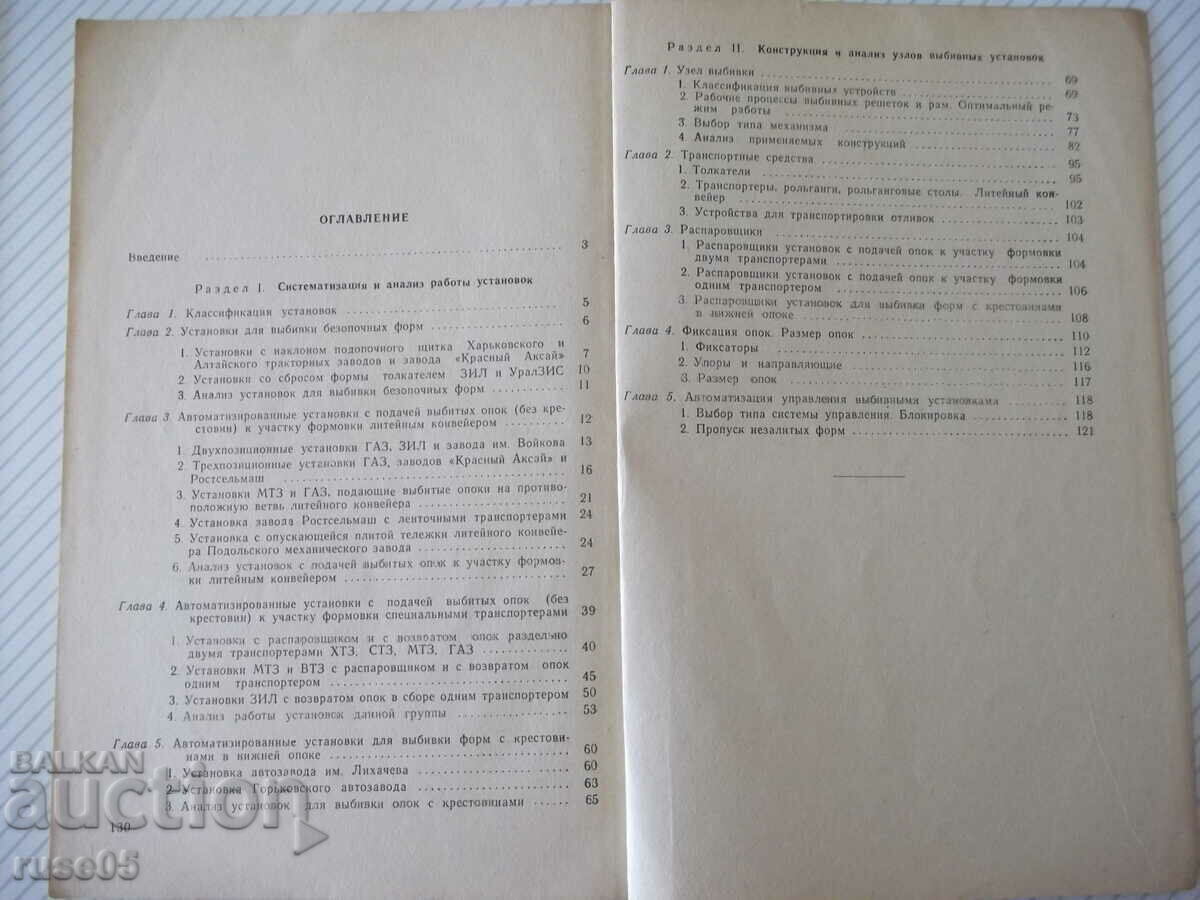 ОГЛАВЛЕНИЕ
Введение 3
Раздел I. Систематизация и анализ работы установок
Глава 1. Классификация установок 5
Глава 2. Установки для выбивки безопочных форм 6
1. Установки с наклоном подопочного щитка Харьковского и
Алтайского тракторных заводов и завода «Красный Аксай» 7
2. Установки со сбросом формы толкателем ЗИЛ и УралЗИС 10
3. Анализ установок для выбивки безопочных форм 11
Глава 3. Автоматизированные установки с подачей выбитых опок (без кре-
стовин) к участку формовки литейным конвейером 12
1. Двухпозиционные установки ГАЗ, ЗИЛ и завода им. Войкова 13
2. Трехпозиционные установки ГАЗ, заводов «Красный Аксай» и
Ростсельмаш 16
3. Установки МТЗ и ГАЗ, подающие выбитые опоки на противо-
положную ветвь литейного конвейера 21
4. Установка завода Ростсельмаш с ленточными транспортерами 24
5. Установка с опускающейся плитой тележки литейного конвейе-
ра Подольского механического завода 24
6. Анализ установок с подачей выбитых опок к участку формов-
ки литейным конвейером 27
Глава 4. Автоматизированные установки с подачей выбитых опок (без
крестовин) к участку формовки специальными транспортерами 39
1. Установки с распаровщиком и с возвратом опок раздельно
двумя транспортерами ХТЗ, СТЗ, МТЗ, ГАЗ 40
2. Установки МТЗ и ВТЗ с распаровщиком и с возвратом опок
одним транспортером 45
3. Установки ЗИЛ с возвратом опок в сборе одним транспортером 50
4. Анализ работы установок данной группы 53
Глава 5. Автоматизированные установки для выбивки форм с крестови-
нами в нижней опоке 60
1. Установка автозавода им. Лихачева 60
2 Установка Горьковского автозавода 63
3. Анализ установок для выбивки опок с крестовинами 65
130
Раздел II. Конструкция и анализ узлов выбивных установок
Глава 1. Узел выбивки 69
1. Классификация выбивных устройств 69
2. Рабочие процессы выбивных решеток и рам. Оптимальный ре-
жим работы 73
3. Выбор типа механизма 77
4. Анализ применяемых конструкций 82
Глава 2. Транспортные средства 95
1. Толкатели 95
2. Транспортеры, рольганги, рольганговые столы. Литейный кон-
вейер 102
3. Устройства для транспортировки отливок 103
Глава 3. Распаровщики 104
1. Распаровщики установок с подачей опок к участку формовки
двумя транспортерами 104
2. Распаровщики установок с подачей опок к участку формовки
одним транспортером 106
3. Распаровщики установок для выбивки форм с крестовинами
в нижней опоке 108
Глава 4. Фиксация опок. Размер опок 110
1. Фиксаторы 112
2. Упоры и направляющие 116
3. Размер опок 117
Глава 5. Автоматизация управления выбивными установками 118
1. Выбор типа системы управления. Блокировка 118
2. Пропуск незалитых форм 121
BALKAN
auction
ruse05